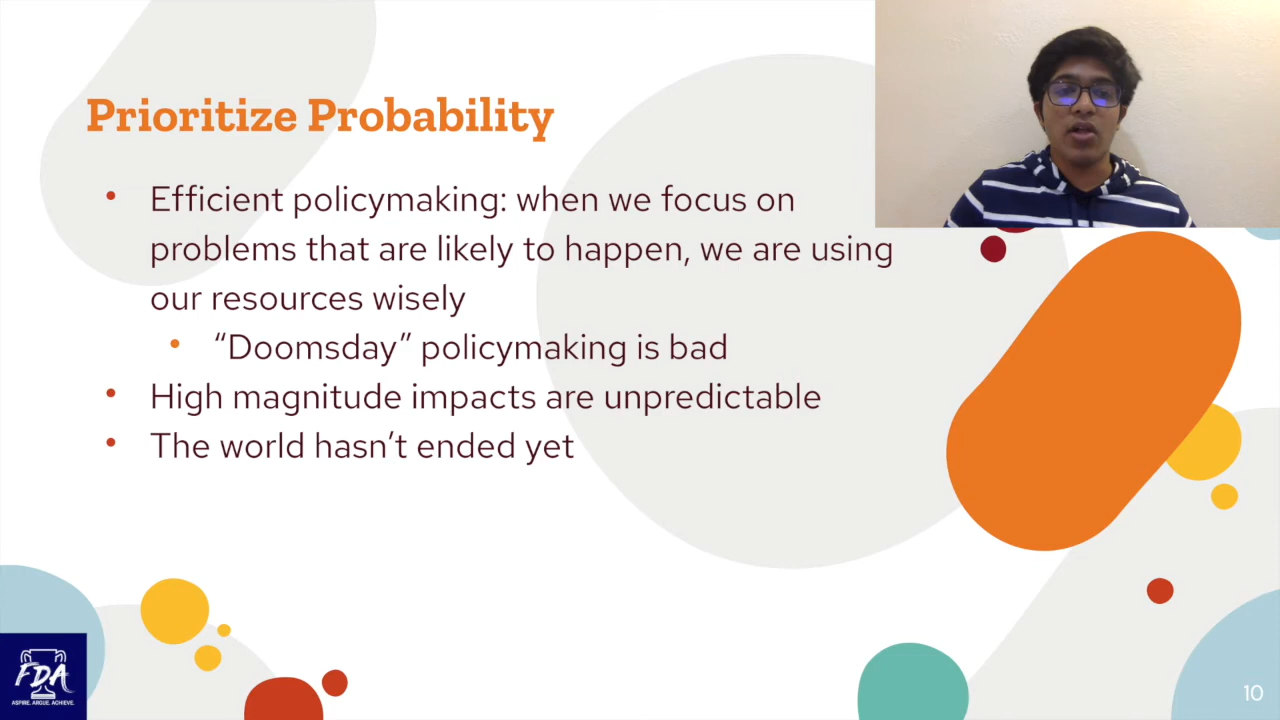 Prioritize Probability
• Efficient policymaking: when we focus on
problems that are likely to happen, we are using
our resources wisely
• “Doomsday” policymaking is bad
• High magnitude impacts are unpredictable
• The world hasn’t ended yet
FDA
ASPIRE. ARGUE. ACHIEVE.
10